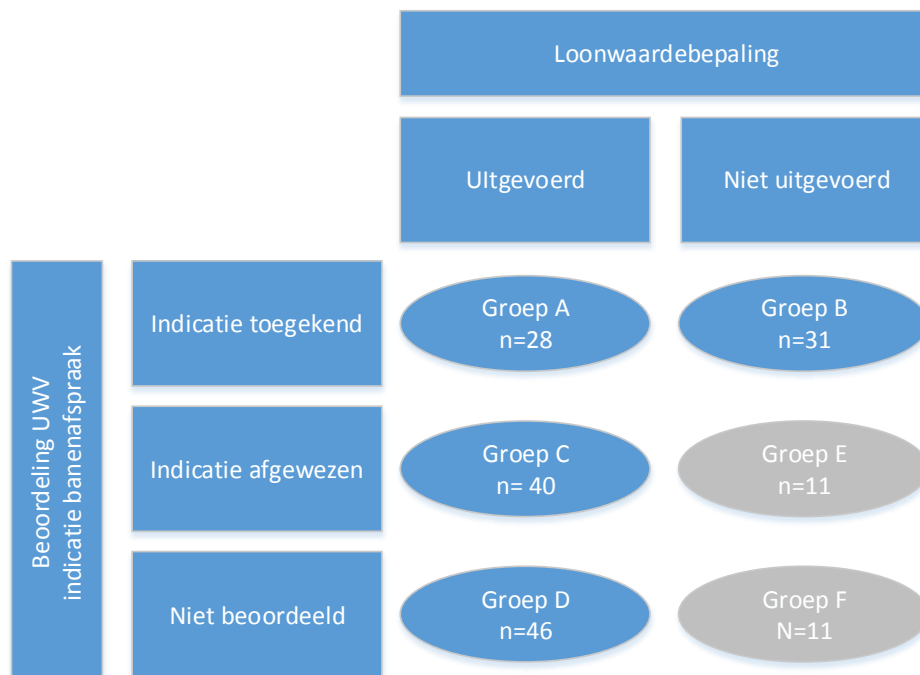 Loonwaardebepaling
UItgevoerd
Niet uitgevoerd
Beoordeling UWV
indicatie banenafspraak
Indicatie toegekend
Groep A
n=28
Groep B
n=31
Indicatie afgewezen
Groep C
n= 40
Groep E
n=11
Niet beoordeeld
Groep D
n=46
Groep F
N=11